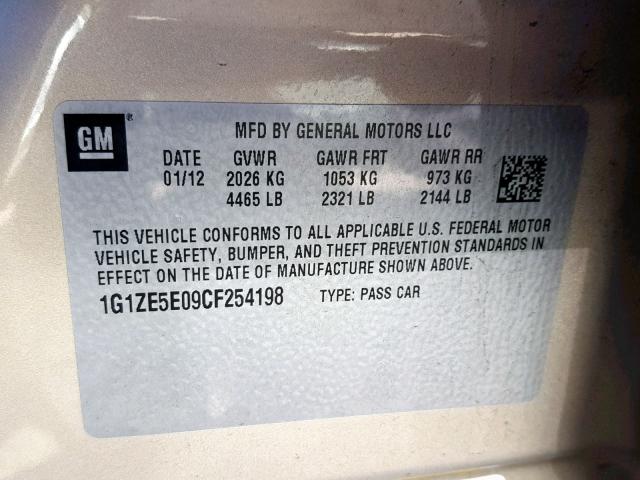 GM®
MFD BY GENERAL MOTORS LLC
DATE GVWR GAWR FRT GAWR RR
01/12 2026 KG 1053 KG 973 KG
4465 LB 2321 LB 2144 LB
THIS VEHICLE CONFORMS TO ALL APPLICABLE U.S. FEDERAL MOTOR
VEHICLE SAFETY, BUMPER, AND THEFT PREVENTION STANDARDS IN
EFFECT ON THE DATE OF MANUFACTURE SHOWN ABOVE.
1G1ZE5E09CF254198 TYPE: PASS CAR